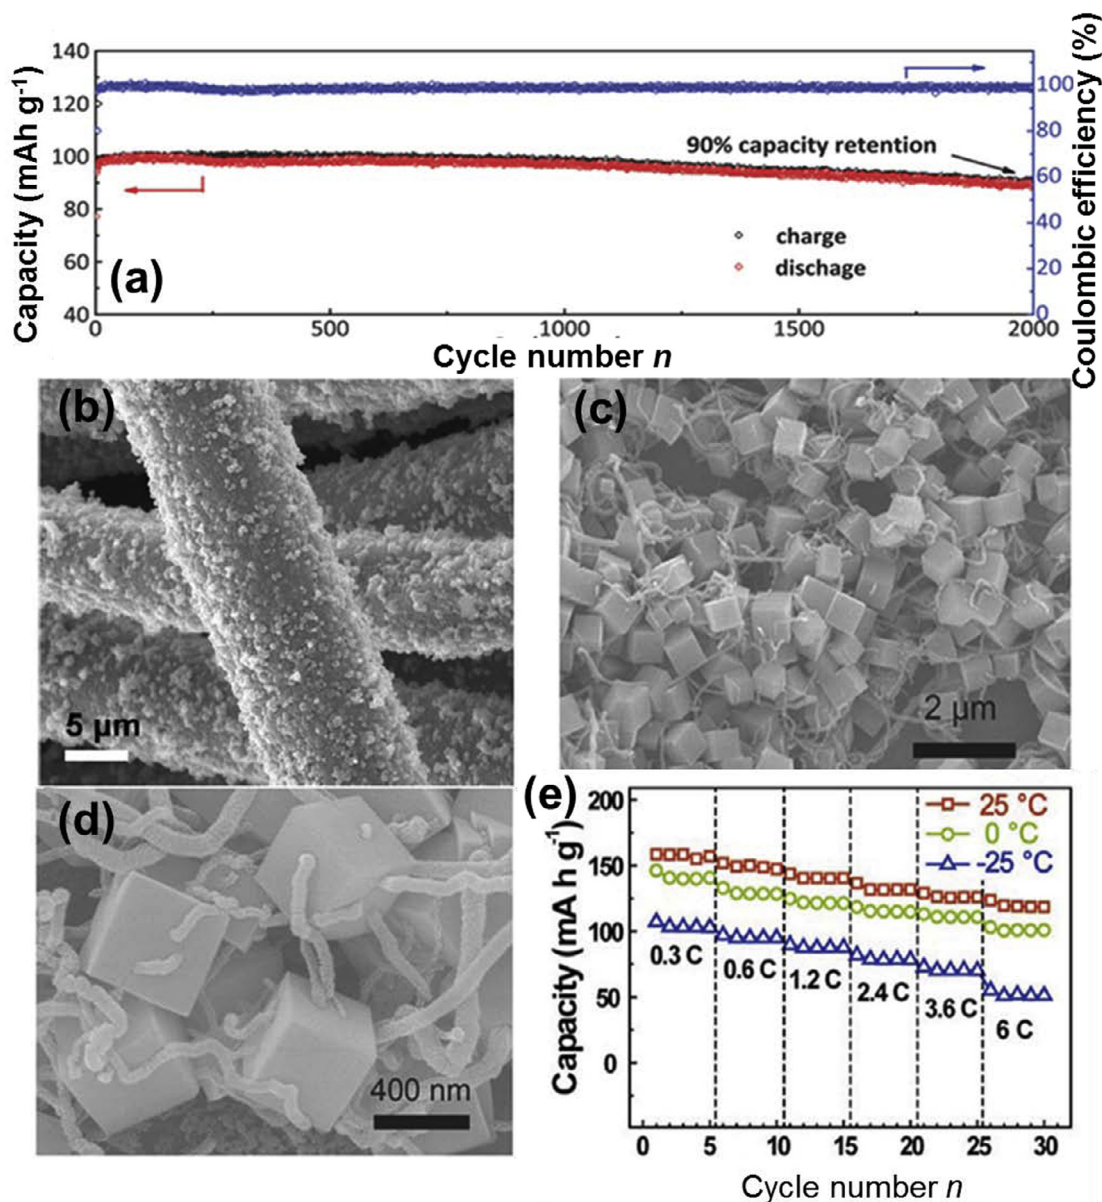 Capacity (mAh g⁻¹)
140
120
100
80
60
40
(a)
90% capacity retention
charge
dischage
100
80
60
40
20
0
Coulombic efficiency (%)
0
500
1000
1500
2000
Cycle number n
(b)
5 µm
(c)
2 µm
(d)
400 nm
(e)
Capacity (mA h g⁻¹)
200
150
100
50
0
25 °C
0 °C
-25 °C
0.3 C
0.6 C
1.2 C
2.4 C
3.6 C
6 C
0
5
10
15
20
25
30
Cycle number n